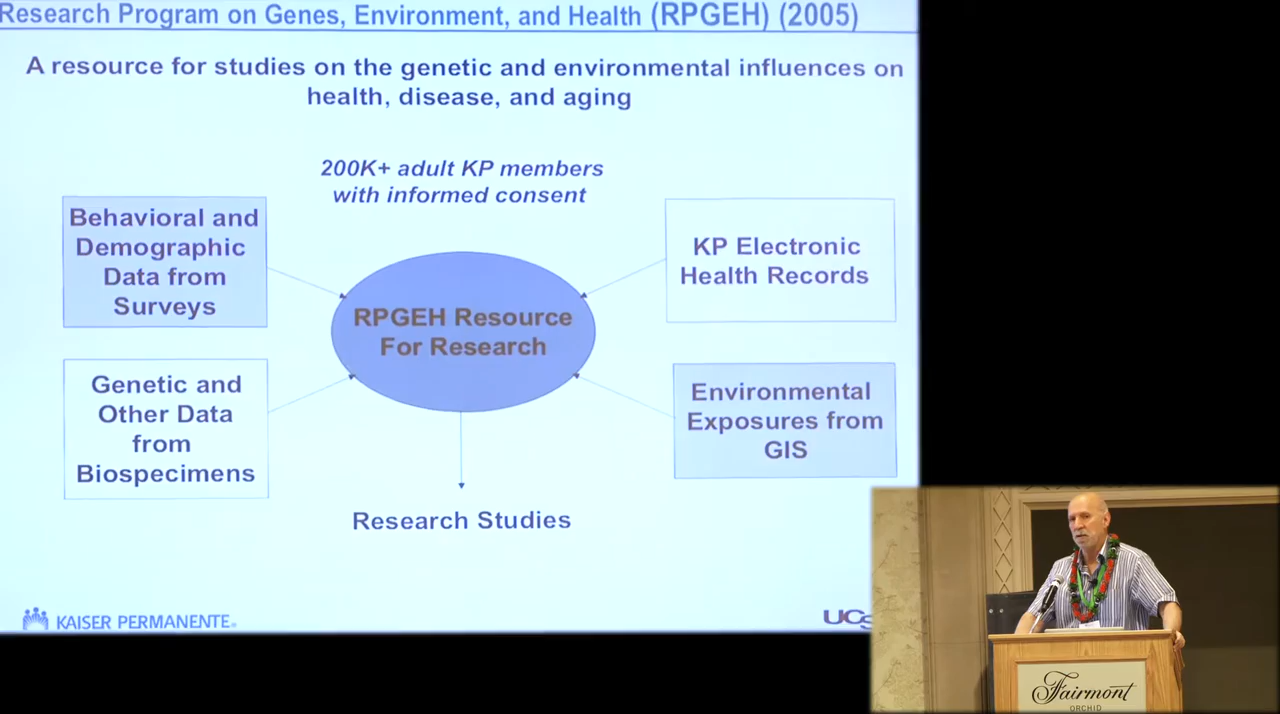 Research Program on Genes, Environment, and Health (RPGEH) (2005)
A resource for studies on the genetic and environmental influences on
health, disease, and aging
200K+ adult KP members
with informed consent
Behavioral and
Demographic
Data from
Surveys
KP Electronic
Health Records
RPGEH Resource
For Research
Genetic and
Other Data
from
Biospecimens
Environmental
Exposures from
GIS
Research Studies
KAISER PERMANENTE®
UCS
Fairmont
ORCHID